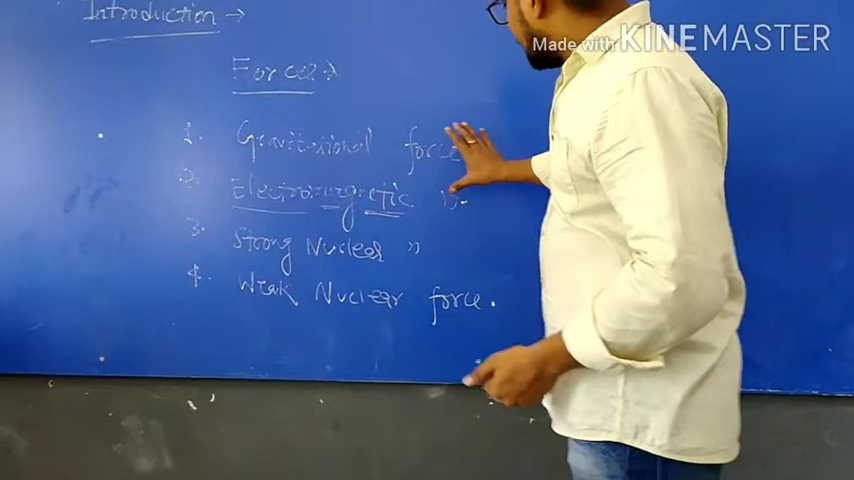 Introduction →
Made with KINEMASTER
Forces →
1. Gravitational force
2. Electromagnetic "
3. Strong Nuclear "
4. Weak Nuclear force.